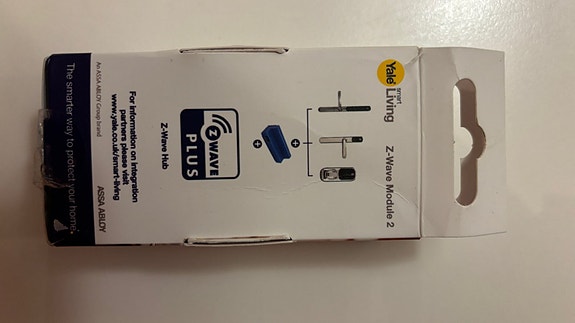 Yale
smart
Living
Z-Wave Module 2
+
+
Z WAVE
PLUS
Z-Wave Hub
For information on integration
partners please visit
www.yale.co.uk/smart-living
The smarter way to protect your home.
An ASSA ABLOY Group brand
ASSA ABLOY